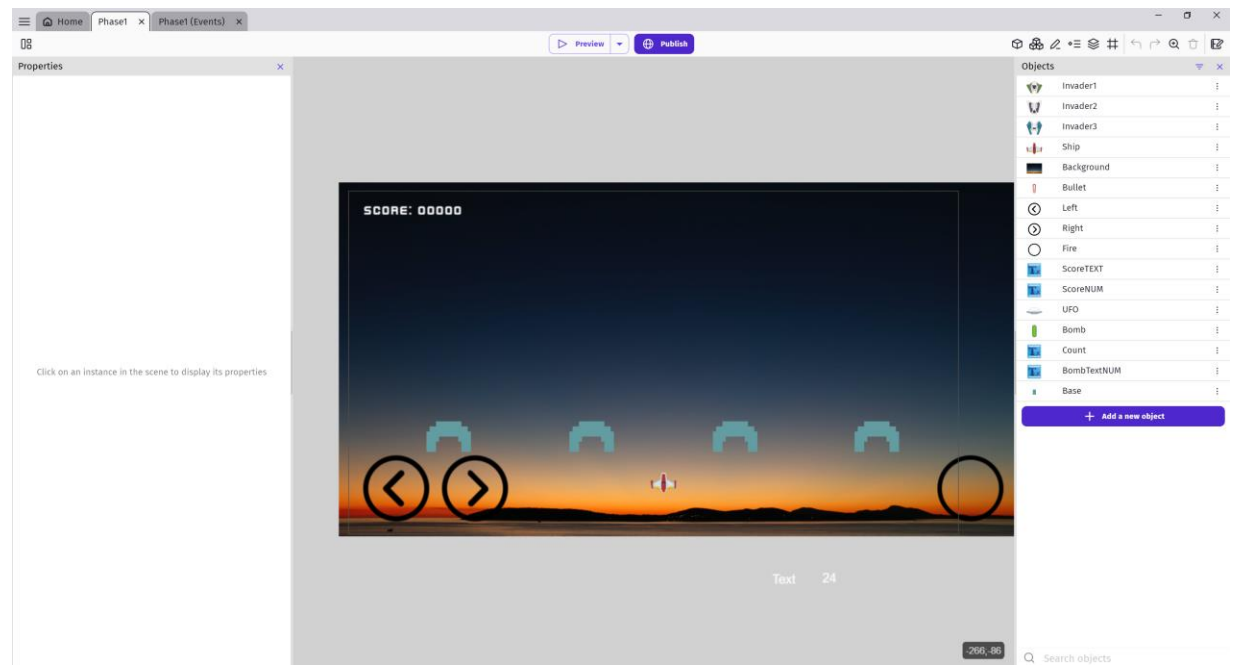 Home
Phase1
Phase1 (Events)
Preview
Publish
Properties
Click on an instance in the scene to display its properties
SCORE: 00000
Text
24
-266;-86
Objects
Invader1
Invader2
Invader3
Ship
Background
Bullet
Left
Right
Fire
ScoreTEXT
ScoreNUM
UFO
Bomb
Count
BombTextNUM
Base
Add a new object
Search objects